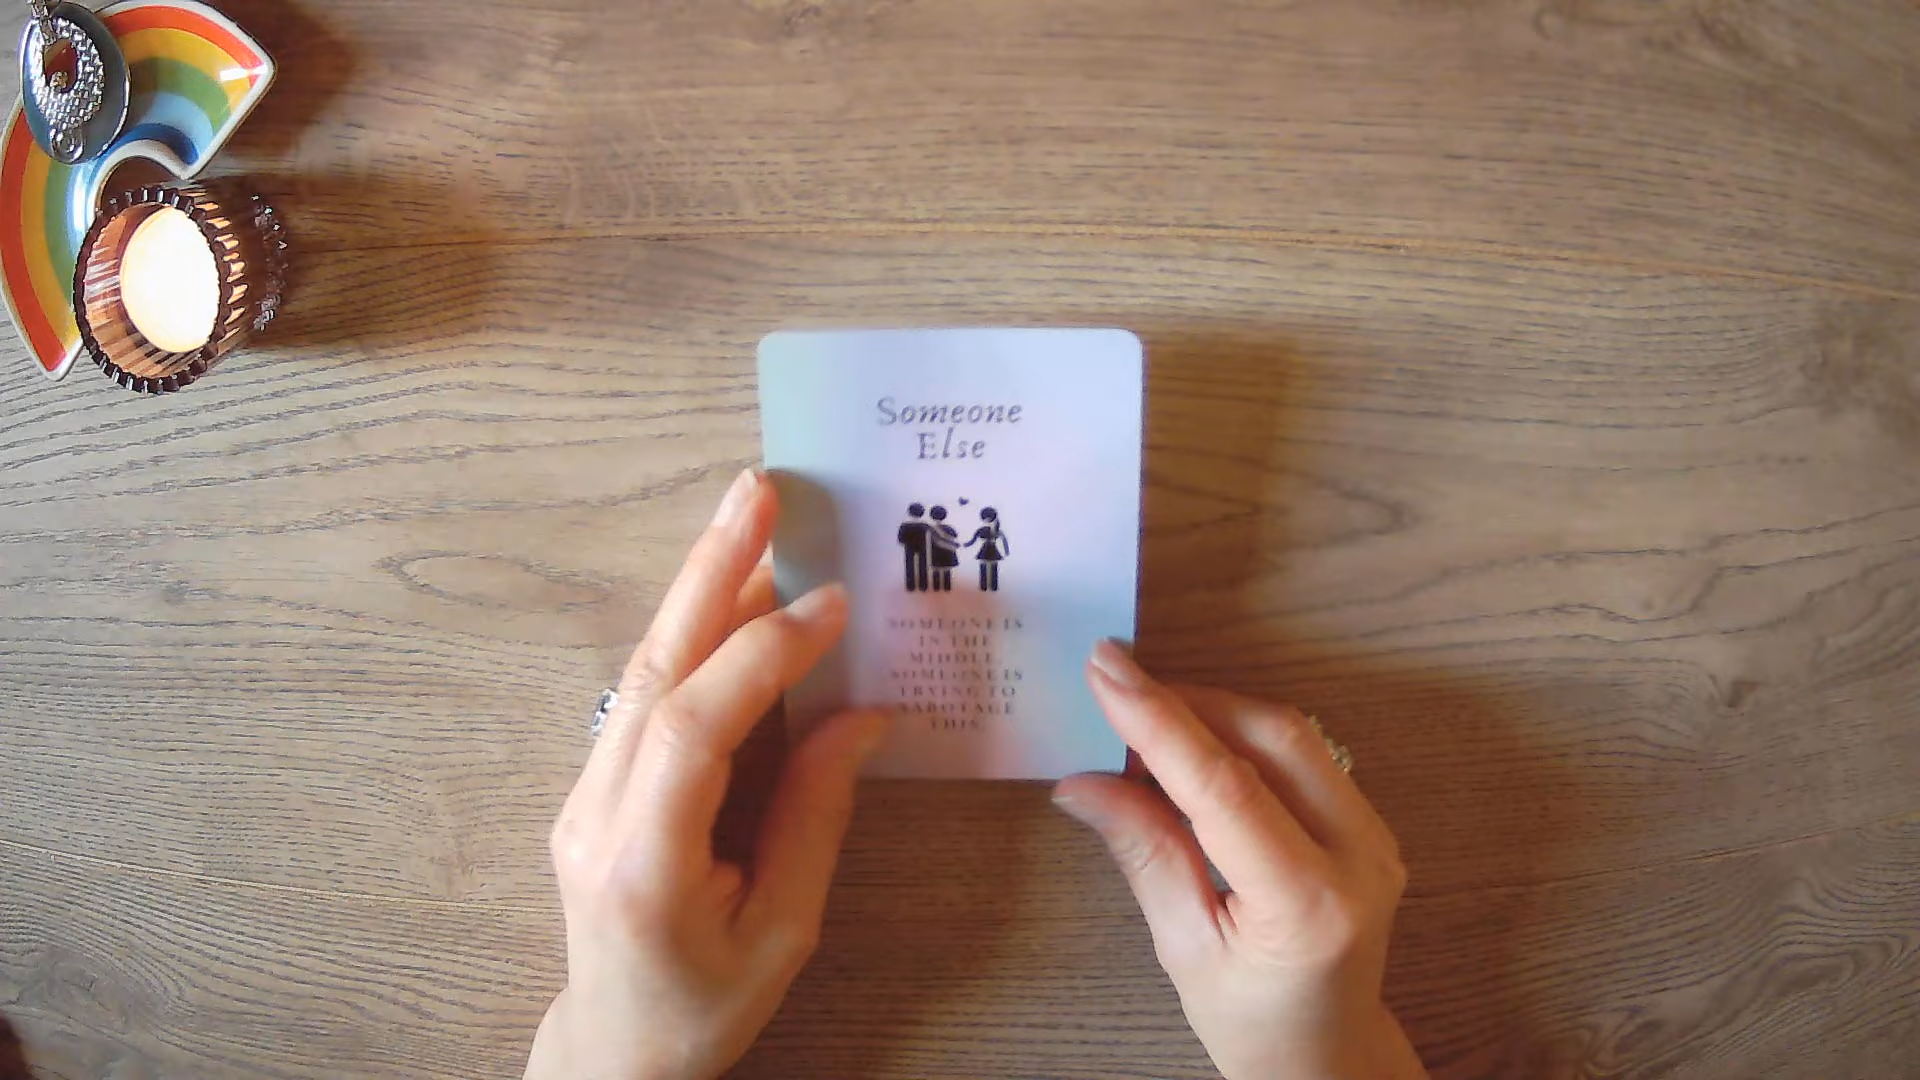 Someone
Else
SOMEONE IS
IN THE
MIDDLE.
SOMEONE IS
TRYING TO
SABOTAGE
THIS.